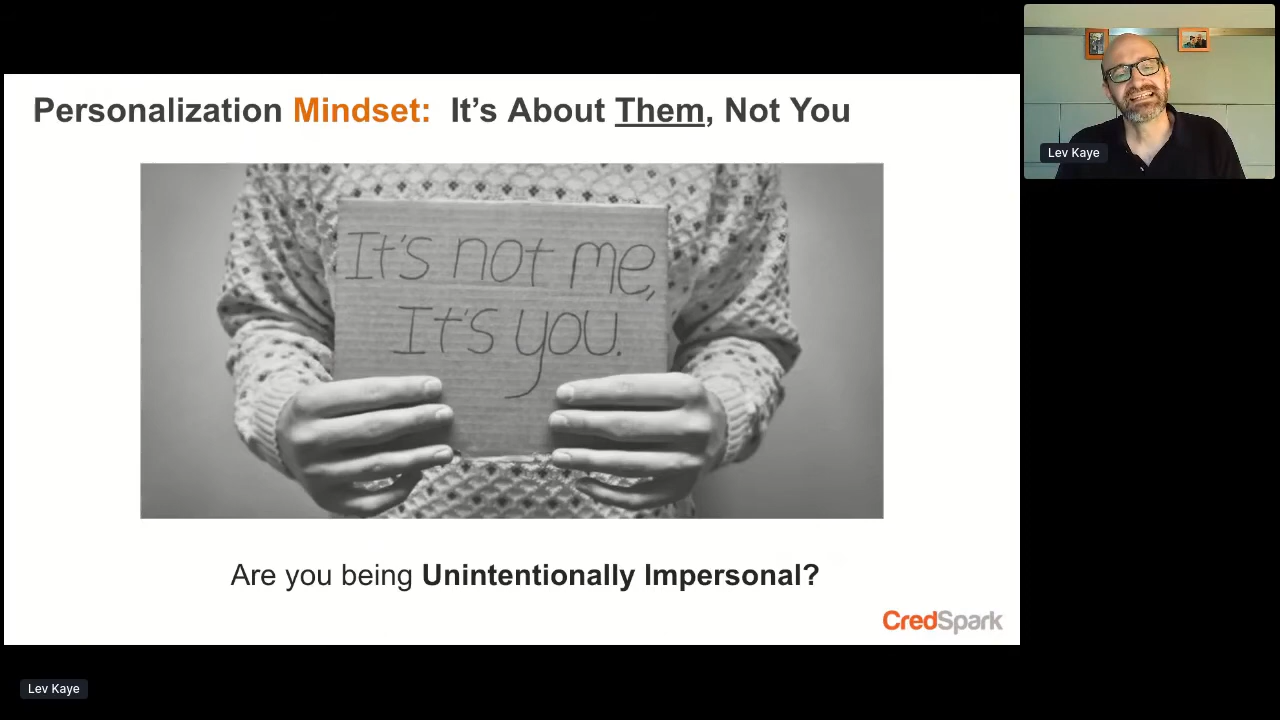 Personalization Mindset: It's About Them, Not You
It's not me,
It's you.
Are you being Unintentionally Impersonal?
CredSpark
Lev Kaye
Lev Kaye